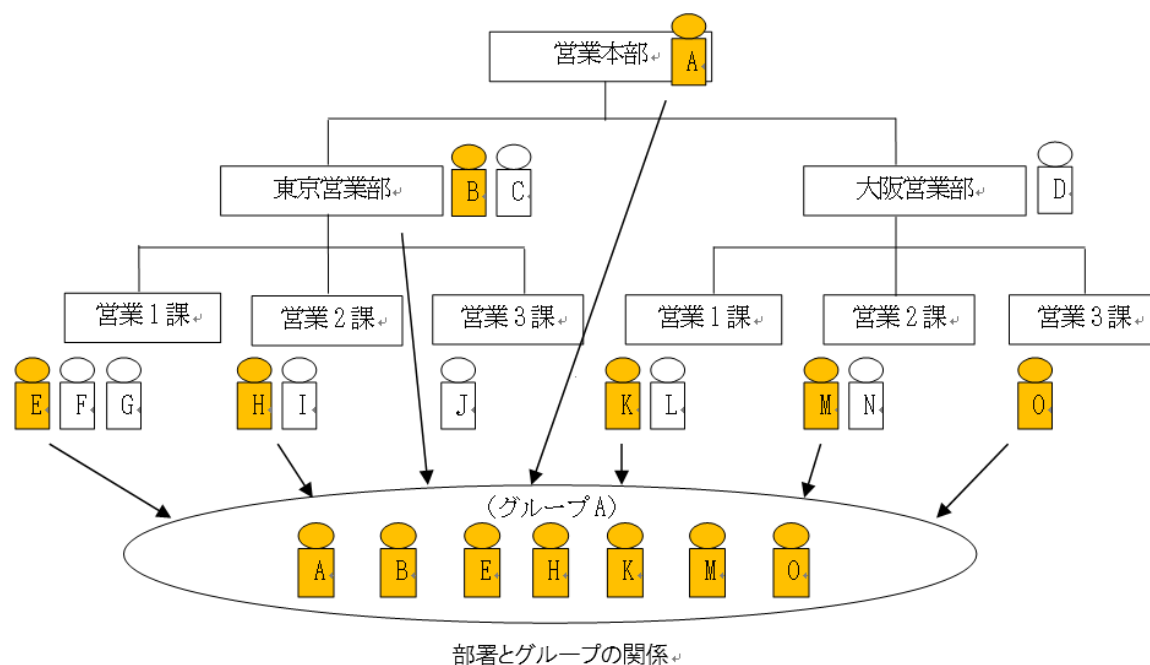 営業本部
A
東京営業部
B
C
大阪営業部
D
営業1課
営業2課
営業3課
営業1課
営業2課
営業3課
E
F
G
H
I
J
K
L
M
N
O
(グループA)
A
B
E
H
K
M
O
部署とグループの関係